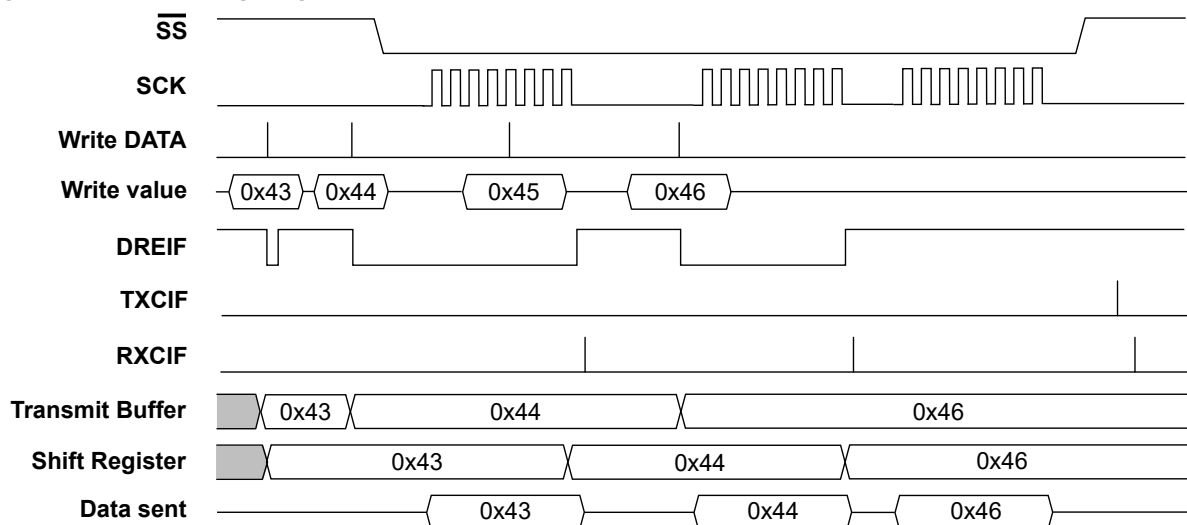 SS
SCK
Write DATA
Write value 0x43 0x44 0x45 0x46
DREIF
TXCIF
RXCIF
Transmit Buffer 0x43 0x44 0x46
Shift Register 0x43 0x44 0x46
Data sent 0x43 0x44 0x46